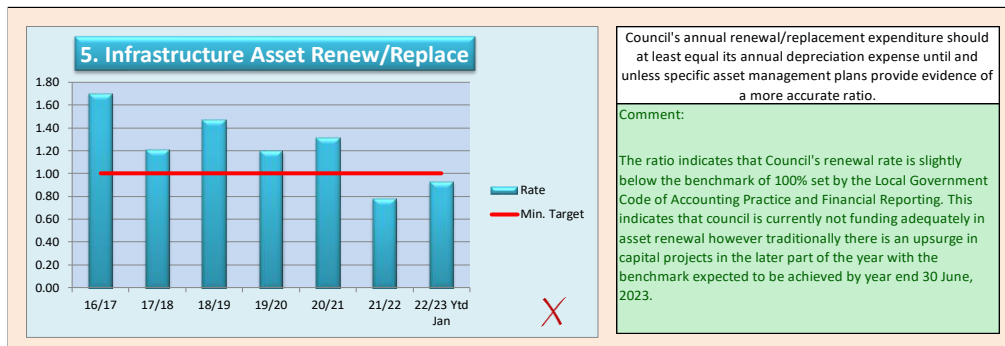 5. Infrastructure Asset Renew/Replace
1.80
1.60
1.40
1.20
1.00
0.80
0.60
0.40
0.20
0.00
16/17
17/18
18/19
19/20
20/21
21/22
22/23 Ytd
Jan
Rate
Min. Target
Council's annual renewal/replacement expenditure should
at least equal its annual depreciation expense until and
unless specific asset management plans provide evidence of
a more accurate ratio.
Comment:
The ratio indicates that Council's renewal rate is slightly
below the benchmark of 100% set by the Local Government
Code of Accounting Practice and Financial Reporting. This
indicates that council is currently not funding adequately in
asset renewal however traditionally there is an upsurge in
capital projects in the later part of the year with the
benchmark expected to be achieved by year end 30 June,
2023.